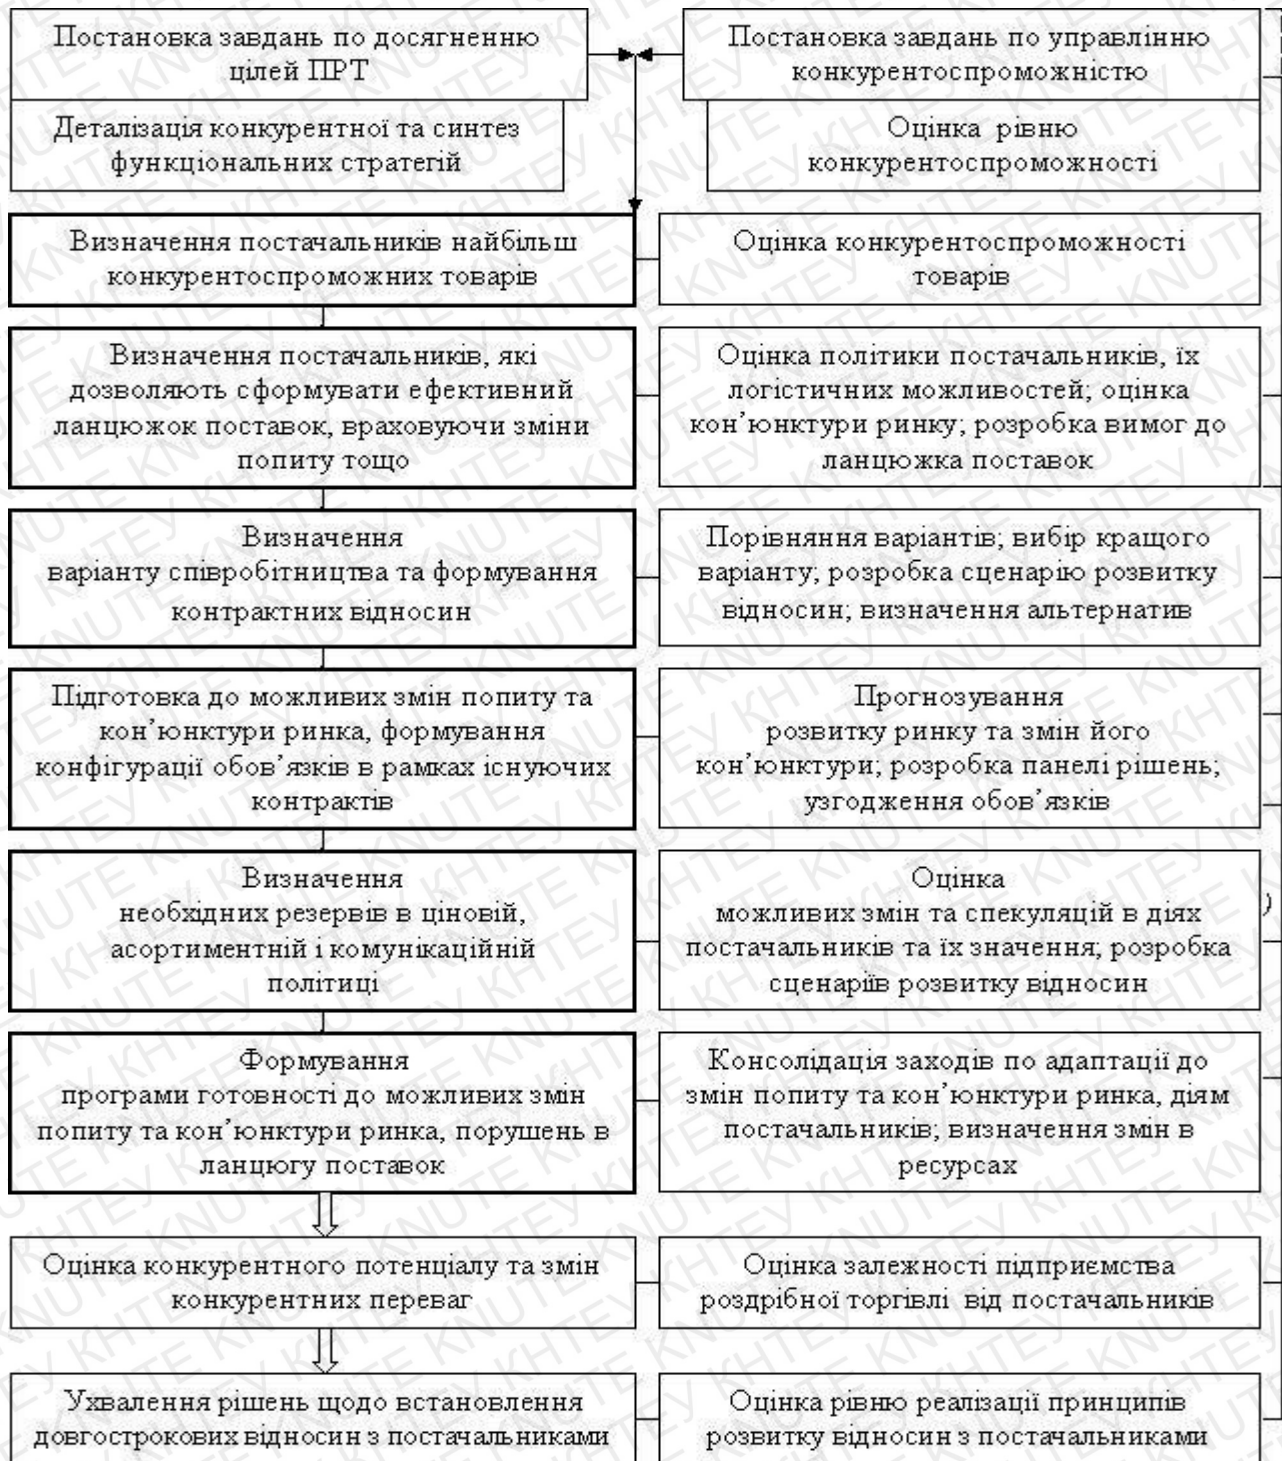 Постановка завдань по досягненню
цілей ПРТ
Постановка завдань по управлінню
конкурентоспроможністю
Деталізація конкурентної та синтез
функціональних стратегій
Оцінка рівню
конкурентоспроможності
Визначення постачальників найбільш
конкурентоспроможних товарів
Оцінка конкурентоспроможності
товарів
Визначення постачальників, які
дозволяють сформувати ефективний
ланцюжок поставок, враховуючи зміни
попиту тощо
Оцінка політики постачальників, їх
логістичних можливостей; оцінка
кон’юнктури ринку; розробка вимог до
ланцюжка поставок
Визначення
варіанту співробітництва та формування
контрактних відносин
Порівняння варіантів; вибір кращого
варіанту; розробка сценарію розвитку
відносин; визначення альтернатив
Підготовка до можливих змін попиту та
кон’юнктури ринка, формування
конфігурації обов’язків в рамках існуючих
контрактів
Прогнозування
розвитку ринку та змін його
кон’юнктури; розробка панелі рішень;
узгодження обов’язків
Визначення
необхідних резервів в ціновій,
асортиментній і комунікаційній
політиці
Оцінка
можливих змін та спекуляцій в діях
постачальників та їх значення; розробка
сценаріїв розвитку відносин
)
Формування
програми готовності до можливих змін
попиту та кон’юнктури ринка, порушень в
ланцюгу поставок
Консолідація заходів по адаптації до
змін попиту та кон’юнктури ринка, діям
постачальників; визначення змін в
ресурсах
Оцінка конкурентного потенціалу та змін
конкурентних переваг
Оцінка залежності підприємства
роздрібної торгівлі від постачальників
Ухвалення рішень щодо встановлення
довгострокових відносин з постачальниками
Оцінка рівню реалізації принципів
розвитку відносин з постачальниками
KNUTE КНТЕУ